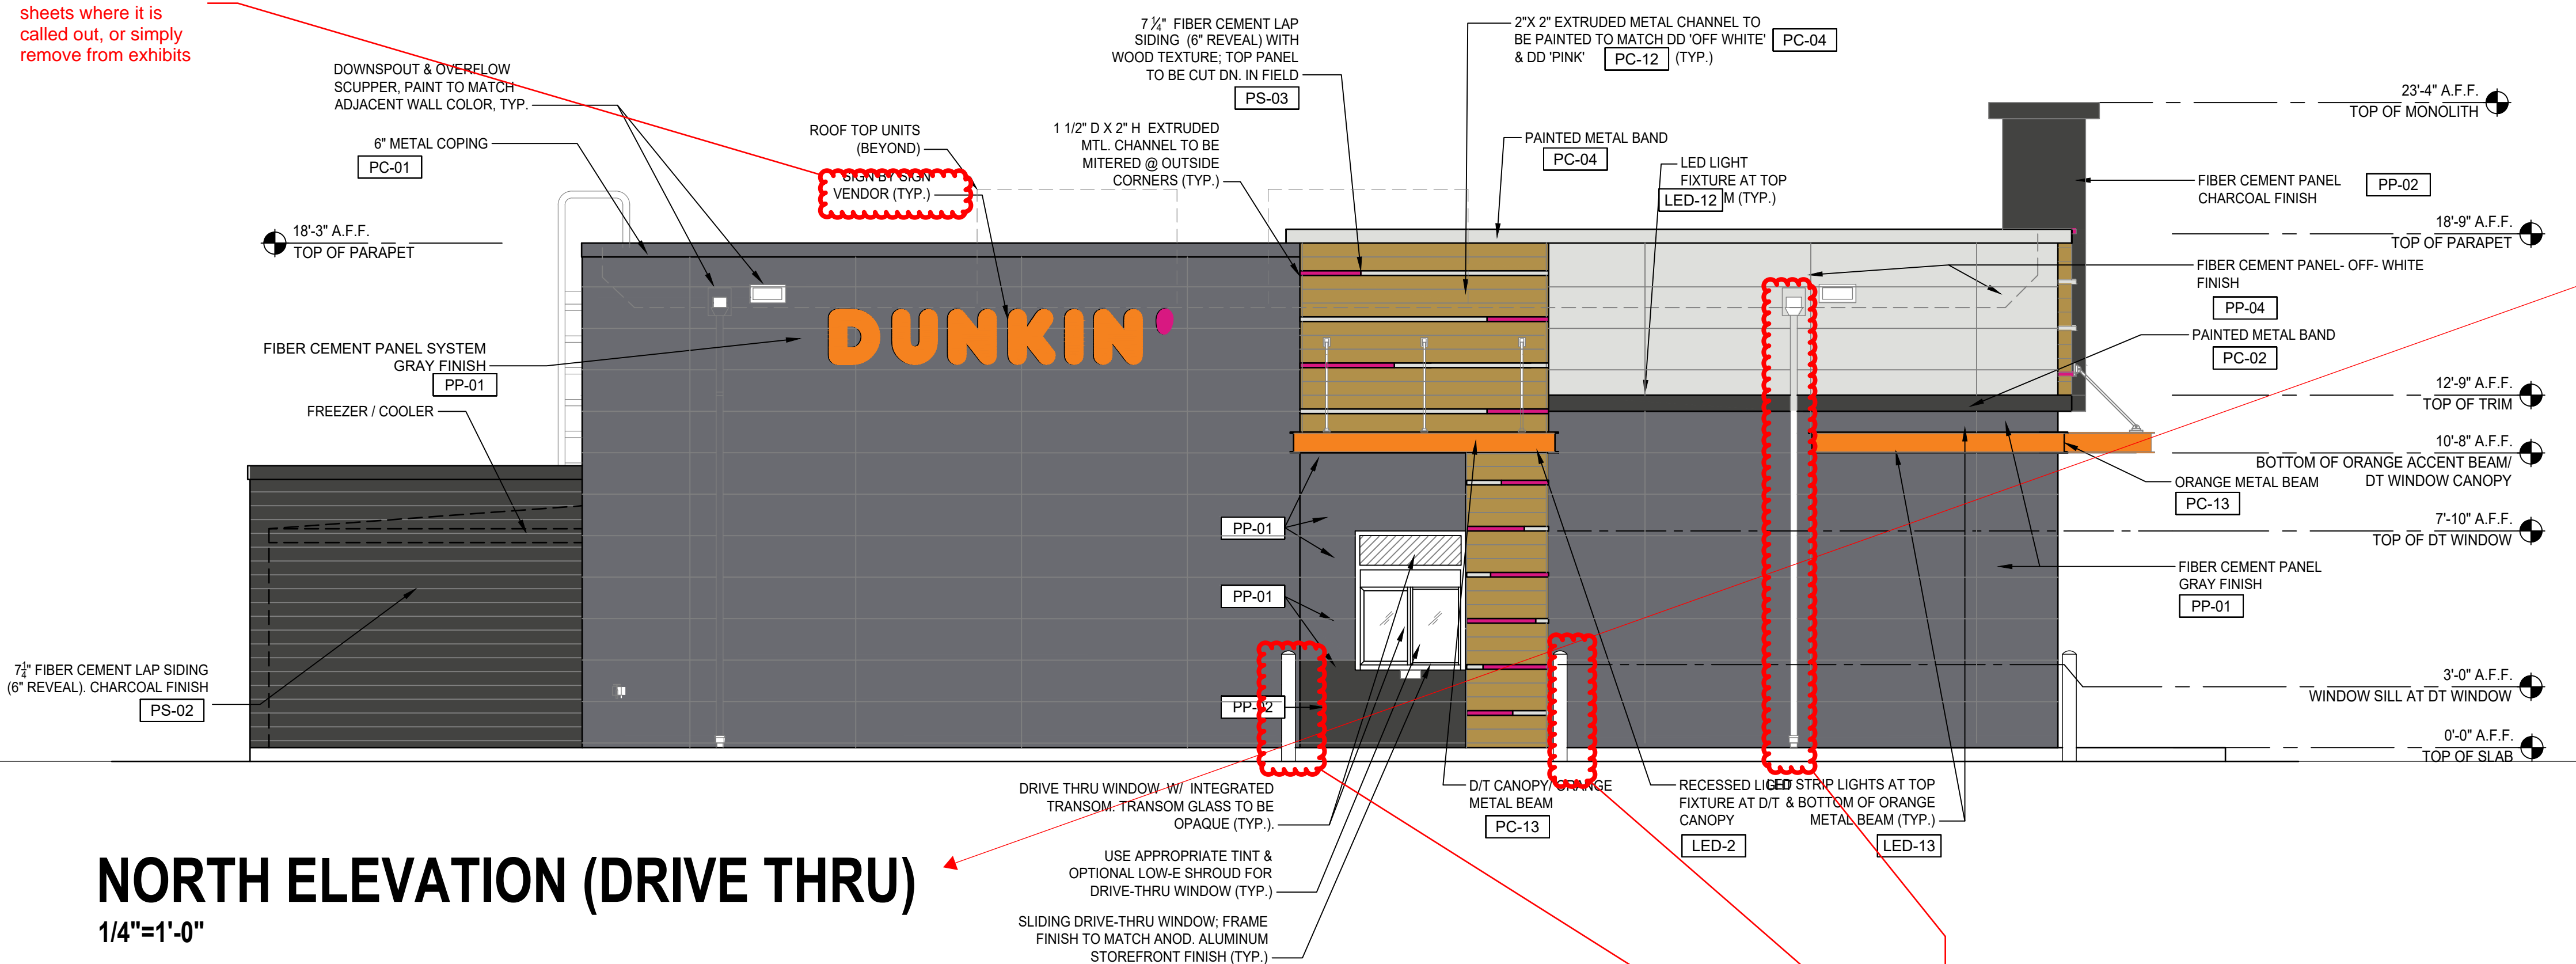 sheets where it is
called out, or simply
remove from exhibits
DOWNSPOUT & OVERFLOW
SCUPPER, PAINT TO MATCH
ADJACENT WALL COLOR, TYP.
6" METAL COPING
PC-01
18'-3" A.F.F.
TOP OF PARAPET
FIBER CEMENT PANEL SYSTEM
GRAY FINISH
PP-01
FREEZER / COOLER
7¼" FIBER CEMENT LAP SIDING
(6" REVEAL). CHARCOAL FINISH
PS-02
ROOF TOP UNITS
(BEYOND)
SIGN BY SIGN
VENDOR (TYP.)
DUNKIN'
7 ¼" FIBER CEMENT LAP
SIDING (6" REVEAL) WITH
WOOD TEXTURE; TOP PANEL
TO BE CUT DN. IN FIELD
PS-03
1 1/2" D X 2" H EXTRUDED
MTL. CHANNEL TO BE
MITERED @ OUTSIDE
CORNERS (TYP.)
2"X 2" EXTRUDED METAL CHANNEL TO
BE PAINTED TO MATCH DD 'OFF WHITE' PC-04
& DD 'PINK' PC-12 (TYP.)
PAINTED METAL BAND
PC-04
LED LIGHT
FIXTURE AT TOP
LED-12 M (TYP.)
23'-4" A.F.F.
TOP OF MONOLITH
FIBER CEMENT PANEL PP-02
CHARCOAL FINISH
18'-9" A.F.F.
TOP OF PARAPET
FIBER CEMENT PANEL- OFF- WHITE
FINISH
PP-04
PAINTED METAL BAND
PC-02
12'-9" A.F.F.
TOP OF TRIM
10'-8" A.F.F.
BOTTOM OF ORANGE ACCENT BEAM/
DT WINDOW CANOPY
ORANGE METAL BEAM
PC-13
7'-10" A.F.F.
TOP OF DT WINDOW
FIBER CEMENT PANEL
GRAY FINISH
PP-01
3'-0" A.F.F.
WINDOW SILL AT DT WINDOW
0'-0" A.F.F.
TOP OF SLAB
PP-01
PP-01
PP-02
DRIVE THRU WINDOW W/ INTEGRATED
TRANSOM. TRANSOM GLASS TO BE
OPAQUE (TYP.).
USE APPROPRIATE TINT &
OPTIONAL LOW-E SHROUD FOR
DRIVE-THRU WINDOW (TYP.)
SLIDING DRIVE-THRU WINDOW; FRAME
FINISH TO MATCH ANOD. ALUMINUM
STOREFRONT FINISH (TYP.)
D/T CANOPY/ ORANGE
METAL BEAM
PC-13
RECESSED LIGHT
FIXTURE AT D/T
CANOPY
LED-2
LED STRIP LIGHTS AT TOP
& BOTTOM OF ORANGE
METAL BEAM (TYP.)
LED-13
NORTH ELEVATION (DRIVE THRU)
1/4"=1'-0"